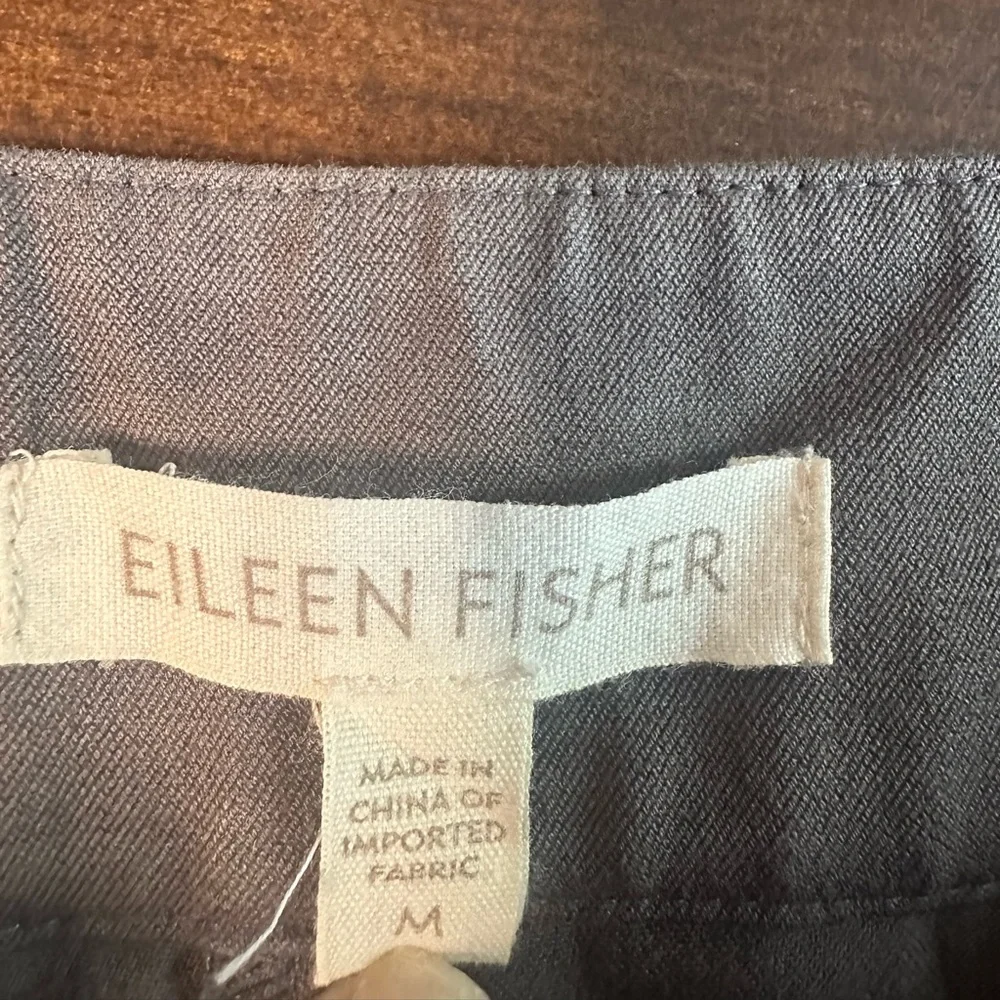 EILEEN FISHER
MADE IN
CHINA OF
IMPORTED
FABRIC
M